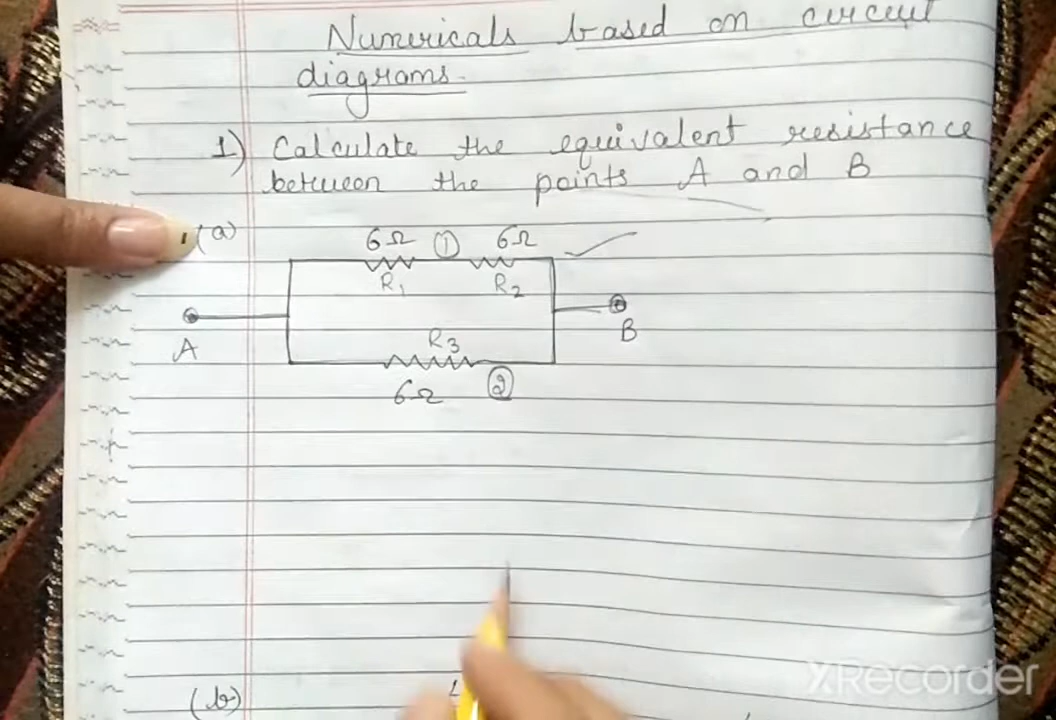 Numericals based on circuit
diagrams.
1) Calculate the equivalent resistance
between the points A and B
(a)
6Ω ① 6Ω
R₁ R₂
A
B
R₃
6Ω ②
(b)
XRecorder